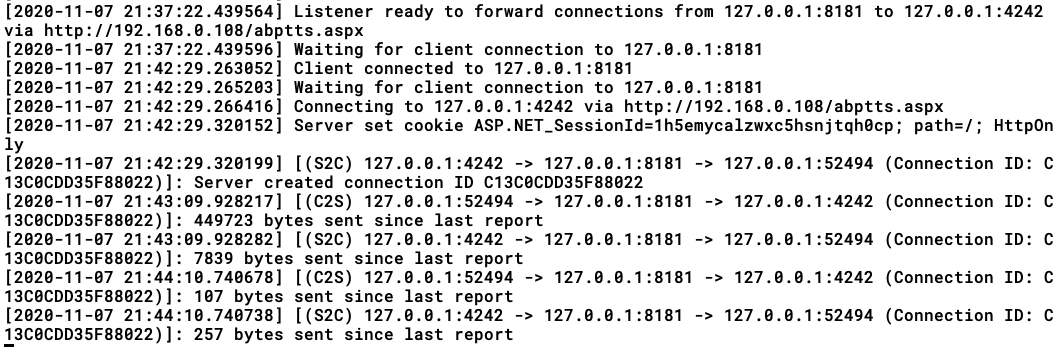 [2020-11-07 21:37:22.439564] Listener ready to forward connections from 127.0.0.1:8181 to 127.0.0.1:4242
via http://192.168.0.108/abptts.aspx
[2020-11-07 21:37:22.439596] Waiting for client connection to 127.0.0.1:8181
[2020-11-07 21:42:29.263052] Client connected to 127.0.0.1:8181
[2020-11-07 21:42:29.265203] Waiting for client connection to 127.0.0.1:8181
[2020-11-07 21:42:29.266416] Connecting to 127.0.0.1:4242 via http://192.168.0.108/abptts.aspx
[2020-11-07 21:42:29.320152] Server set cookie ASP.NET_SessionId=1h5emycalzwxc5hsnjtqh0cp; path=/; HttpOn
ly
[2020-11-07 21:42:29.320199] [(S2C) 127.0.0.1:4242 -> 127.0.0.1:8181 -> 127.0.0.1:52494 (Connection ID: C
13C0CDD35F88022)]: Server created connection ID C13C0CDD35F88022
[2020-11-07 21:43:09.928217] [(C2S) 127.0.0.1:52494 -> 127.0.0.1:8181 -> 127.0.0.1:4242 (Connection ID: C
13C0CDD35F88022)]: 449723 bytes sent since last report
[2020-11-07 21:43:09.928282] [(S2C) 127.0.0.1:4242 -> 127.0.0.1:8181 -> 127.0.0.1:52494 (Connection ID: C
13C0CDD35F88022)]: 7839 bytes sent since last report
[2020-11-07 21:44:10.740678] [(C2S) 127.0.0.1:52494 -> 127.0.0.1:8181 -> 127.0.0.1:4242 (Connection ID: C
13C0CDD35F88022)]: 107 bytes sent since last report
[2020-11-07 21:44:10.740738] [(S2C) 127.0.0.1:4242 -> 127.0.0.1:8181 -> 127.0.0.1:52494 (Connection ID: C
13C0CDD35F88022)]: 257 bytes sent since last report